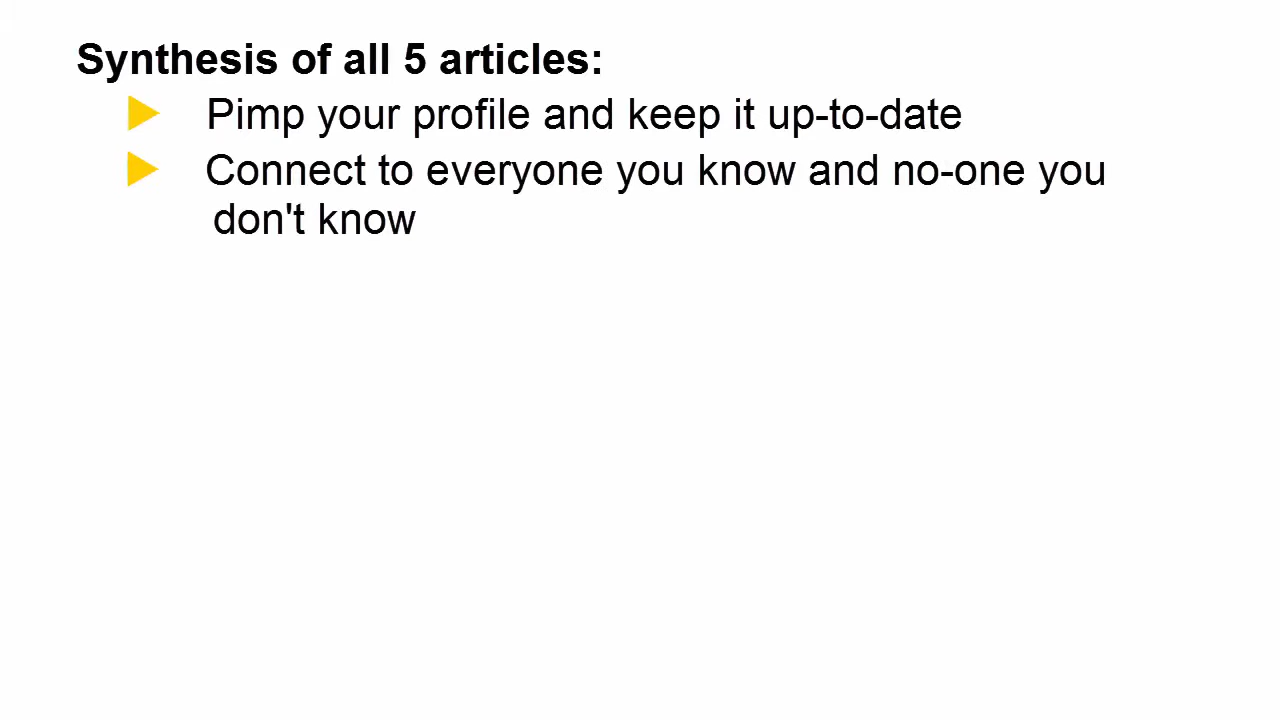 Synthesis of all 5 articles:
Pimp your profile and keep it up-to-date
Connect to everyone you know and no-one you
don't know